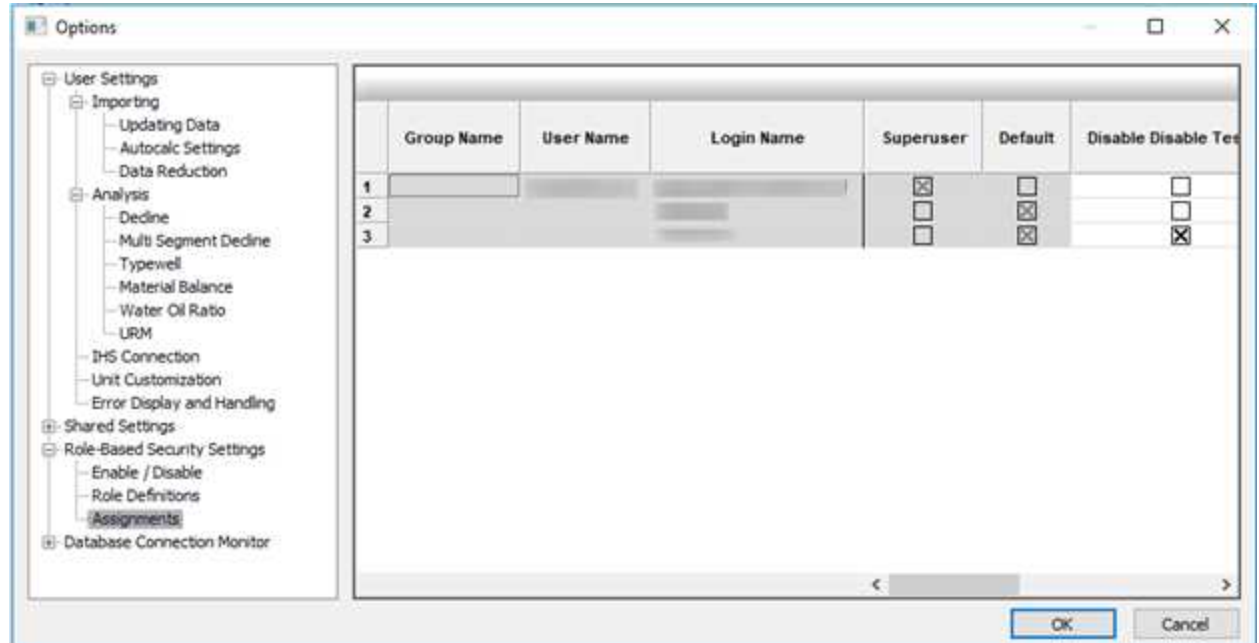 Options
User Settings
Importing
Updating Data
Autocalc Settings
Data Reduction
Analysis
Decline
Multi Segment Decline
Typewell
Material Balance
Water Oil Ratio
URM
IHS Connection
Unit Customization
Error Display and Handling
Shared Settings
Role-Based Security Settings
Enable / Disable
Role Definitions
Assignments
Database Connection Monitor
Group Name User Name Login Name Superuser Default Disable Disable Tes
1
2
3
OK Cancel